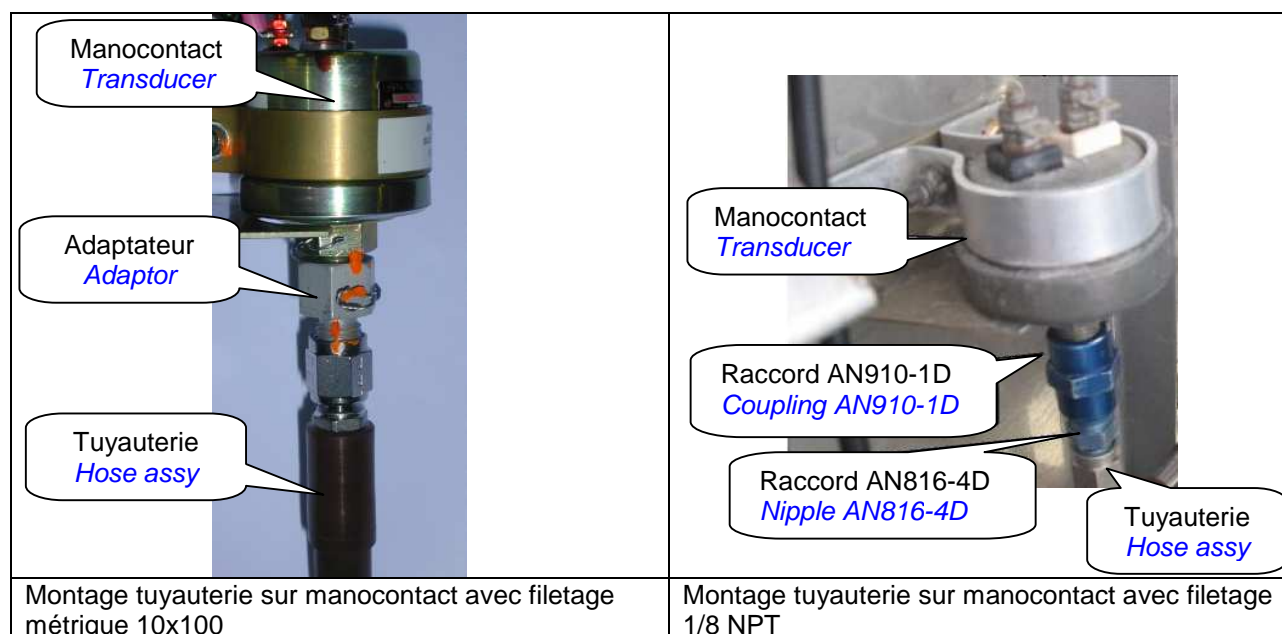 Manocontact
Transducer
Adaptateur
Adaptor
Tuyauterie
Hose assy
Montage tuyauterie sur manocontact avec filetage
métrique 10x100
Manocontact
Transducer
Raccord AN910-1D
Coupling AN910-1D
Raccord AN816-4D
Nipple AN816-4D
Tuyauterie
Hose assy
Montage tuyauterie sur manocontact avec filetage
1/8 NPT